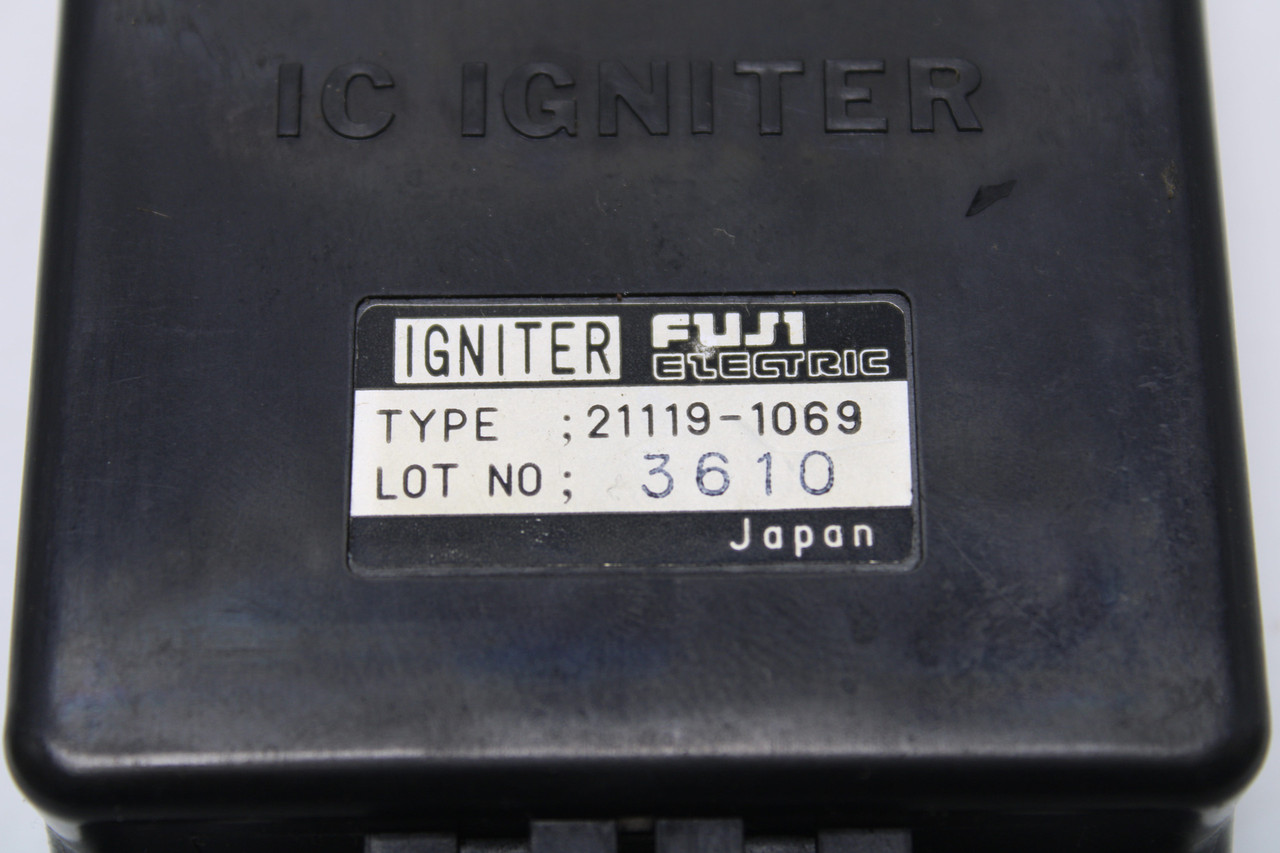 IC IGNITER
IGNITER FUJI ELECTRIC
TYPE ; 21119-1069
LOT NO ; 3610
Japan